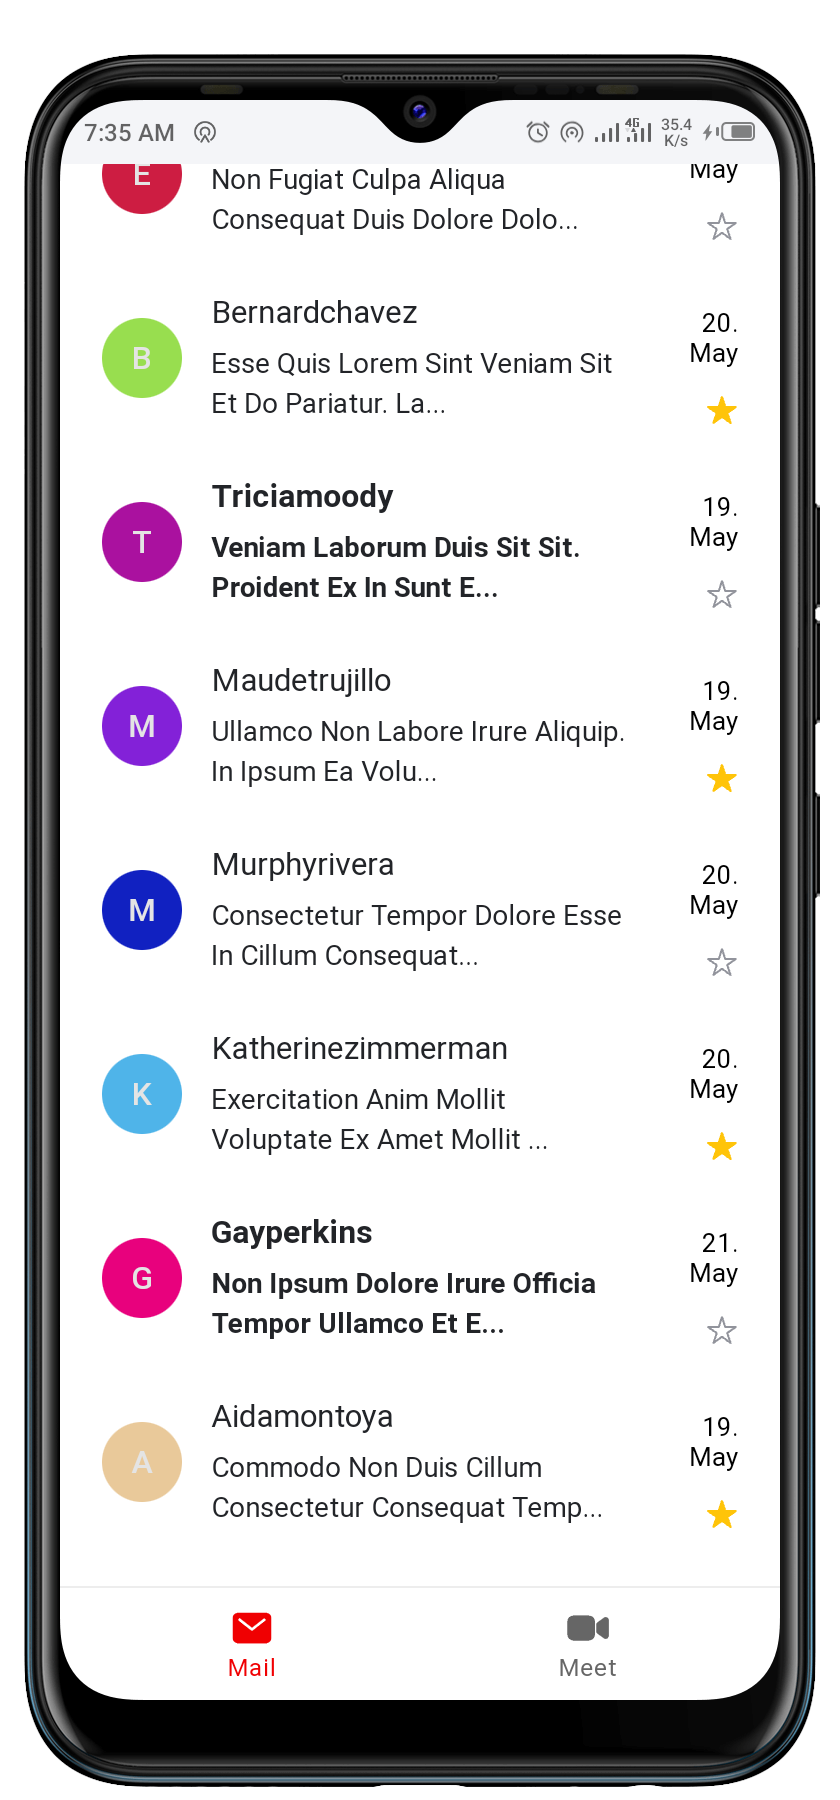 7:35 AM 4G 35.4 K/s
E
Non Fugiat Culpa Aliqua
Consequat Duis Dolore Dolo...
May
B
Bernardchavez
Esse Quis Lorem Sint Veniam Sit
Et Do Pariatur. La...
20.
May
T
Triciamoody
Veniam Laborum Duis Sit Sit.
Proident Ex In Sunt E...
19.
May
M
Maudetrujillo
Ullamco Non Labore Irure Aliquip.
In Ipsum Ea Volu...
19.
May
M
Murphyrivera
Consectetur Tempor Dolore Esse
In Cillum Consequat...
20.
May
K
Katherinezimmerman
Exercitation Anim Mollit
Voluptate Ex Amet Mollit ...
20.
May
G
Gayperkins
Non Ipsum Dolore Irure Officia
Tempor Ullamco Et E...
21.
May
A
Aidamontoya
Commodo Non Duis Cillum
Consectetur Consequat Temp...
19.
May
Mail
Meet